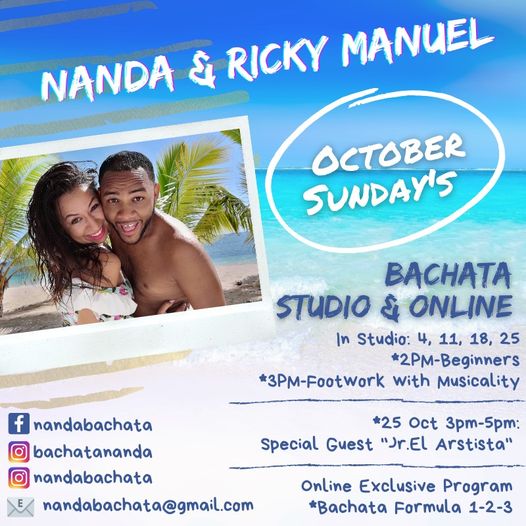 NANDA & RICKY MANUEL
OCTOBER
SUNDAY'S
BACHATA
STUDIO & ONLINE
In Studio: 4, 11, 18, 25
*2PM-Beginners
*3PM-FootWork With Musicality
*25 Oct 3pm-5pm:
Special Guest "Jr.El Arstista"
Online Exclusive Program
*Bachata Formula 1-2-3
nandabachata
bachatananda
nandabachata
E
nandabachata@gmail.com